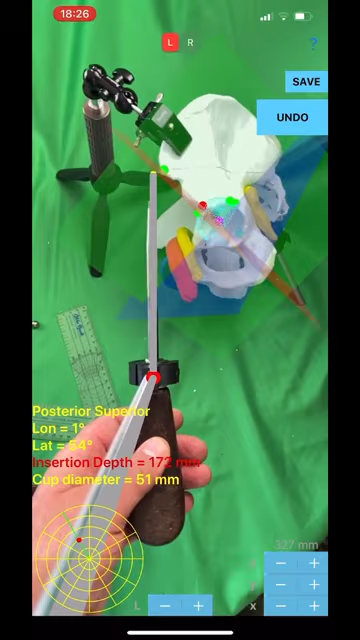 18:26
L R
?
SAVE
UNDO
Posterior Superior
Lon = 1°
Lat = 54°
Insertion Depth = 172 mm
Cup diameter = 51 mm
327 mm
− +
− +
L − + x − +